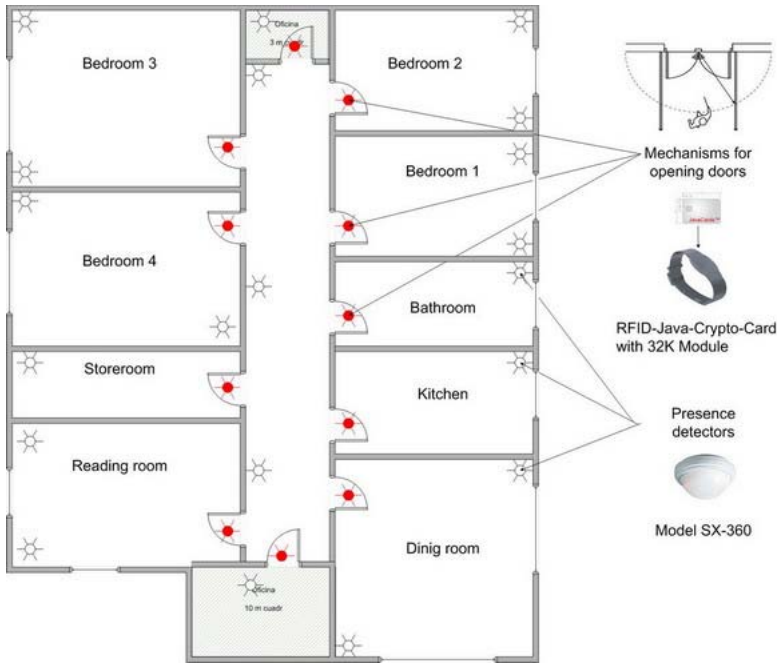 Oficina
3 m cuadr
Bedroom 3
Bedroom 2
Mechanisms for
opening doors
Bedroom 1
JavaCards™
Bedroom 4
Bathroom
RFID-Java-Crypto-Card
with 32K Module
Storeroom
Kitchen
Presence
detectors
Reading room
Model SX-360
Dinig room
Oficina
10 m cuadr